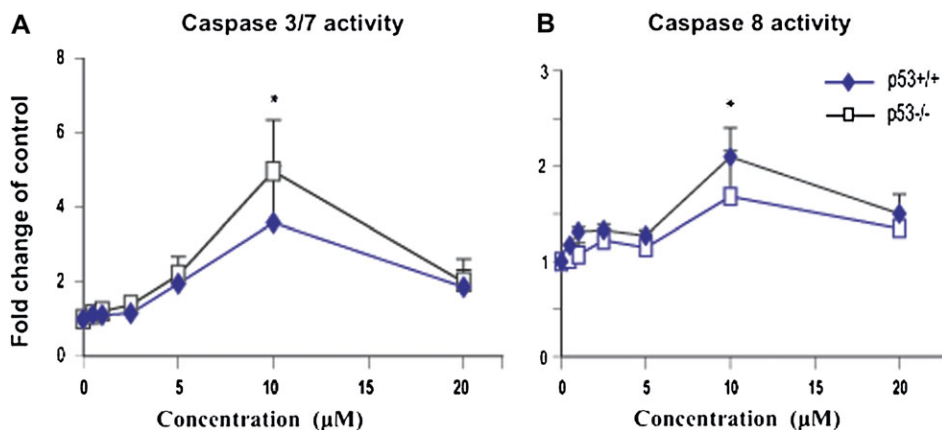 A
Caspase 3/7 activity
8
6
4
2
0
Fold change of control
*
0
5
10
15
20
Concentration (µM)
B
Caspase 8 activity
3
2
1
0
*
p53+/+
p53-/-
0
5
10
15
20
Concentration (µM)